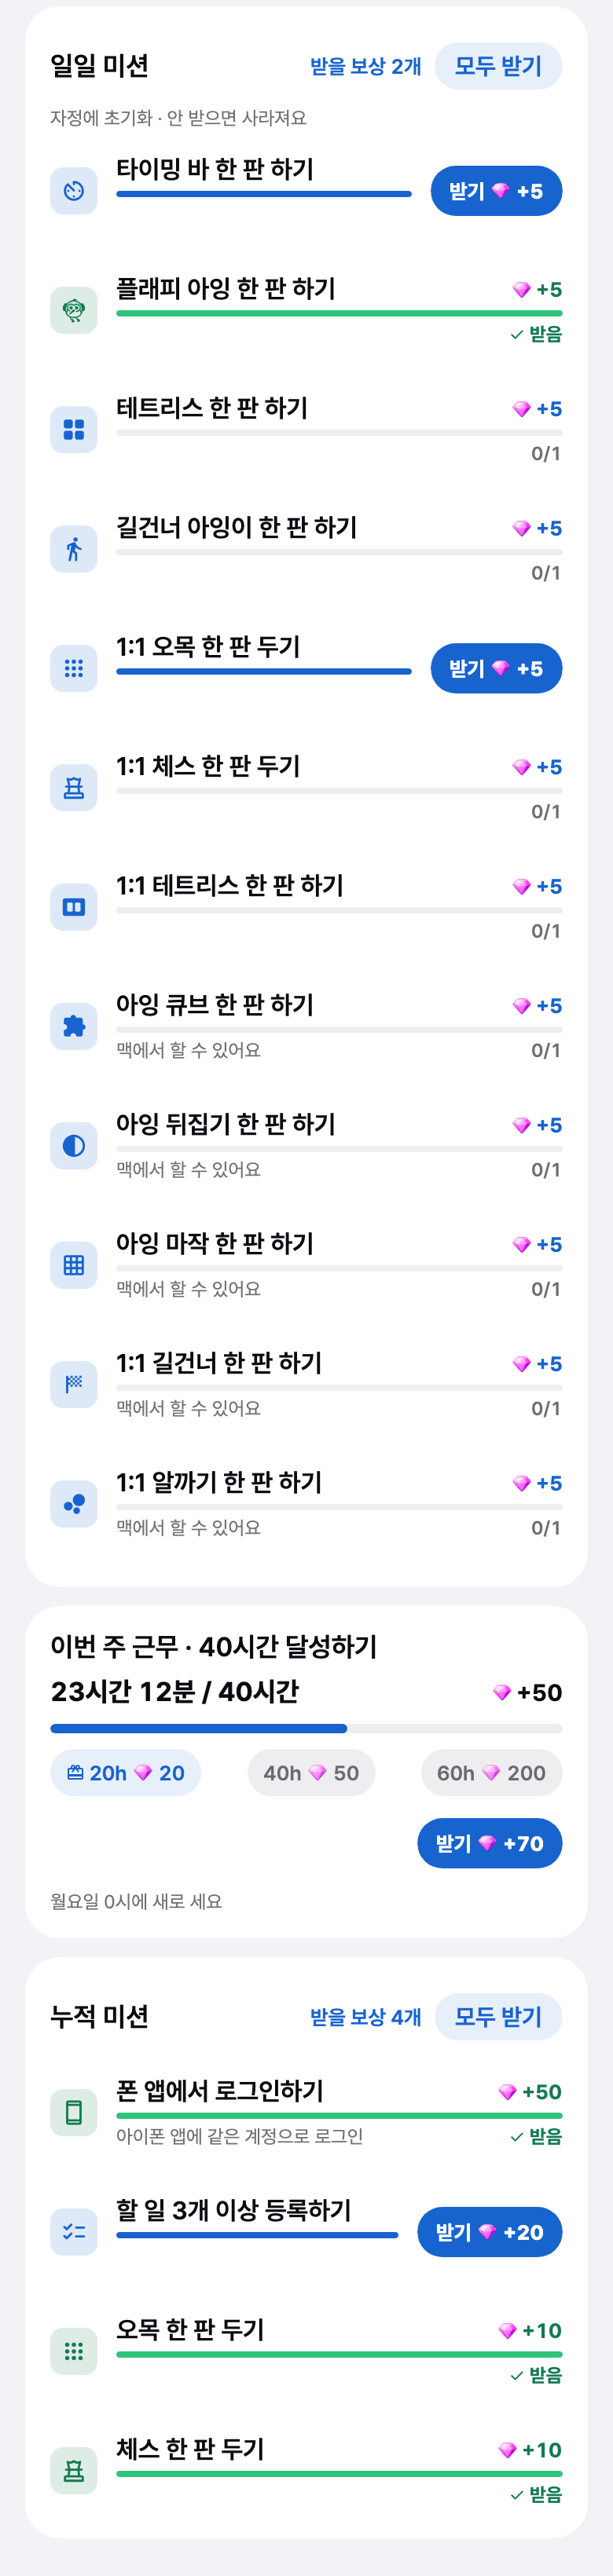 일일 미션 받을 보상 2개 모두 받기
자정에 초기화 · 안 받으면 사라져요
타이밍 바 한 판 하기 받기 +5
플래피 아잉 한 판 하기 +5
✓ 받음
테트리스 한 판 하기 +5
0/1
길건너 아잉이 한 판 하기 +5
0/1
1:1 오목 한 판 두기 받기 +5
1:1 체스 한 판 두기 +5
0/1
1:1 테트리스 한 판 하기 +5
0/1
아잉 큐브 한 판 하기 +5
맥에서 할 수 있어요 0/1
아잉 뒤집기 한 판 하기 +5
맥에서 할 수 있어요 0/1
아잉 마작 한 판 하기 +5
맥에서 할 수 있어요 0/1
1:1 길건너 한 판 하기 +5
맥에서 할 수 있어요 0/1
1:1 알까기 한 판 하기 +5
맥에서 할 수 있어요 0/1
이번 주 근무 · 40시간 달성하기
23시간 12분 / 40시간 +50
20h 20 40h 50 60h 200
받기 +70
월요일 0시에 새로 세요
누적 미션 받을 보상 4개 모두 받기
폰 앱에서 로그인하기 +50
아이폰 앱에 같은 계정으로 로그인 ✓ 받음
할 일 3개 이상 등록하기 받기 +20
오목 한 판 두기 +10
✓ 받음
체스 한 판 두기 +10
✓ 받음